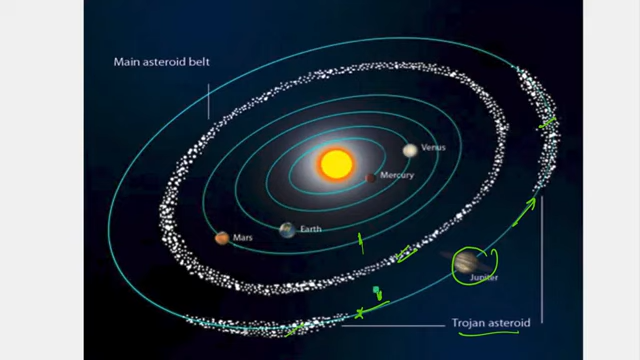 Main asteroid belt
Venus
Mercury
Earth
Mars
Jupiter
Trojan asteroid